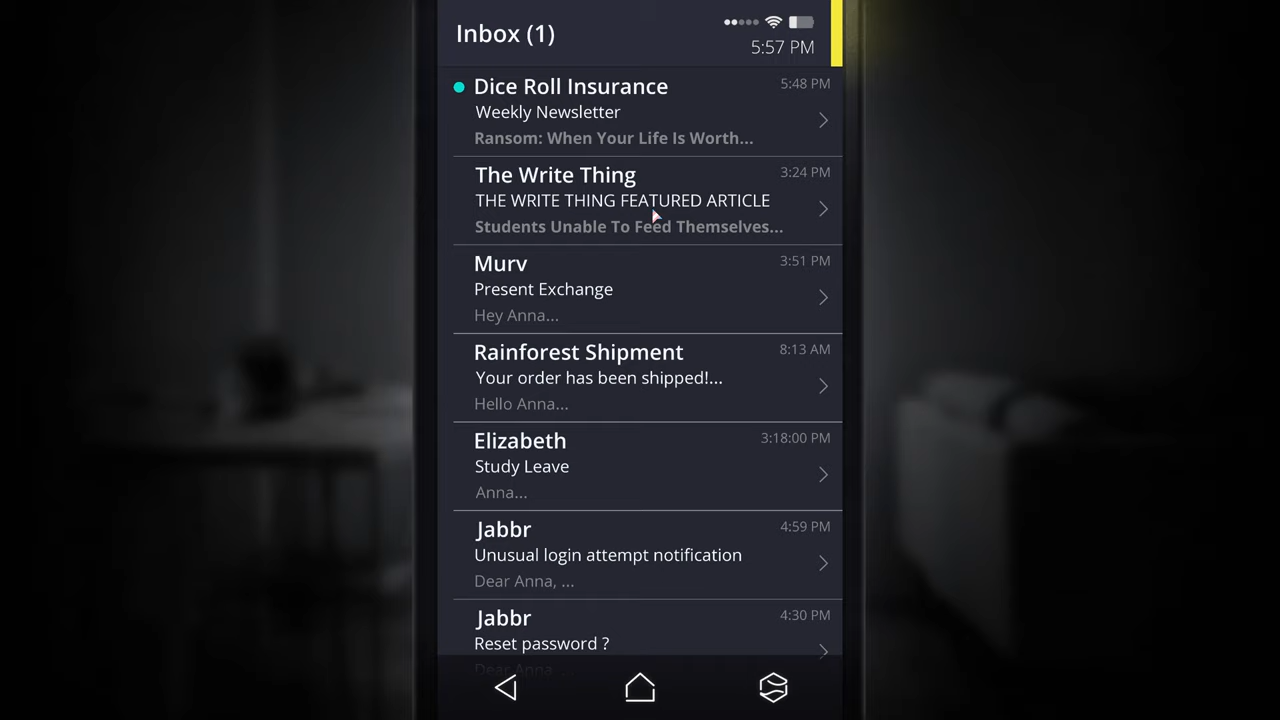 Inbox (1)
5:57 PM
Dice Roll Insurance
5:48 PM
Weekly Newsletter
Ransom: When Your Life Is Worth...
The Write Thing
3:24 PM
THE WRITE THING FEATURED ARTICLE
Students Unable To Feed Themselves...
Murv
3:51 PM
Present Exchange
Hey Anna...
Rainforest Shipment
8:13 AM
Your order has been shipped!...
Hello Anna...
Elizabeth
3:18:00 PM
Study Leave
Anna...
Jabbr
4:59 PM
Unusual login attempt notification
Dear Anna, ...
Jabbr
4:30 PM
Reset password ?
Dear Anna...